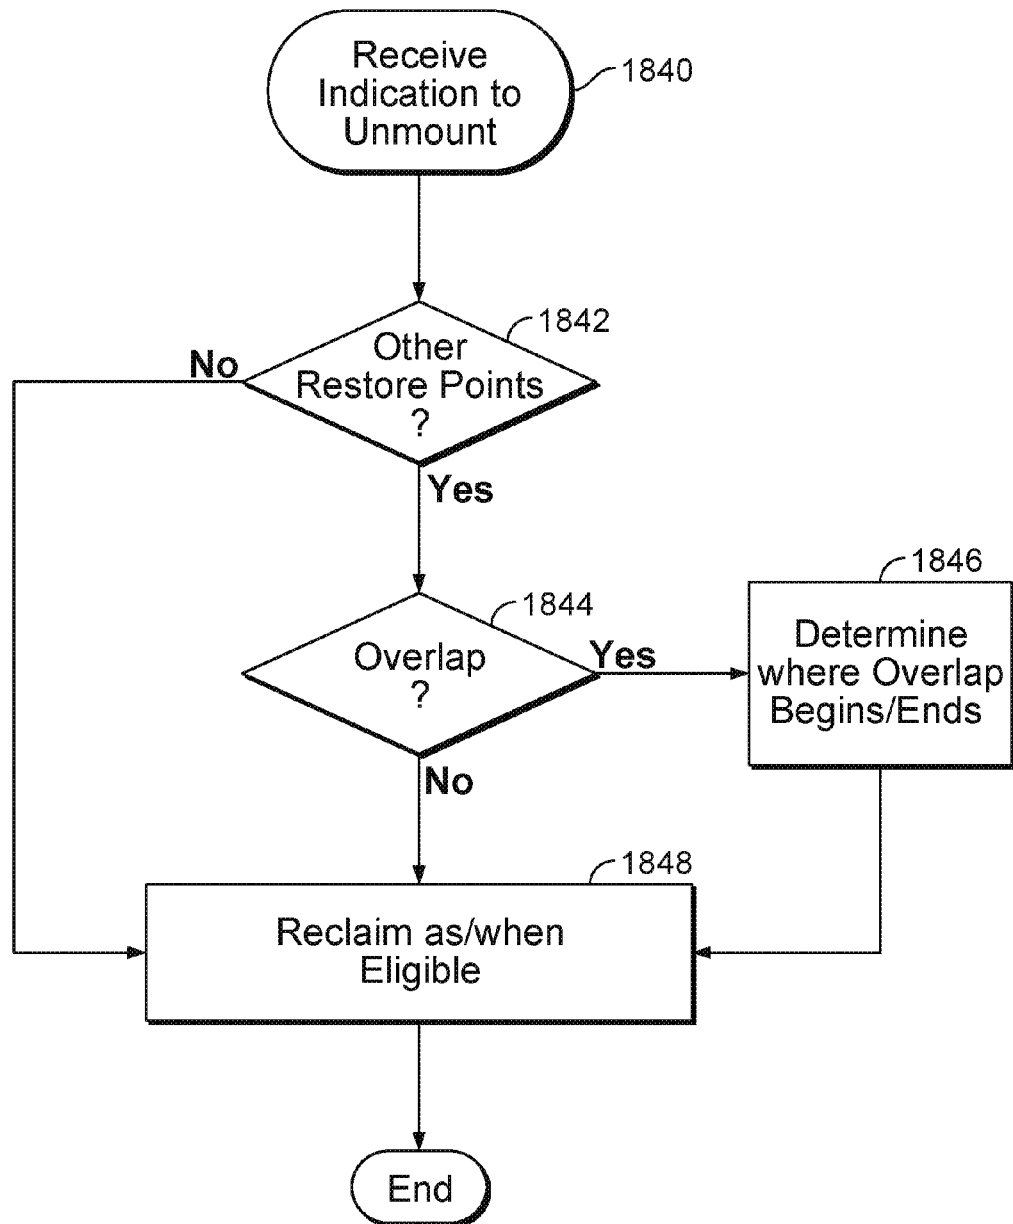 Receive
Indication to
Unmount
1840
1842
Other
Restore Points
?
No
Yes
1844
Overlap
?
Yes
No
1846
Determine
where Overlap
Begins/Ends
1848
Reclaim as/when
Eligible
End